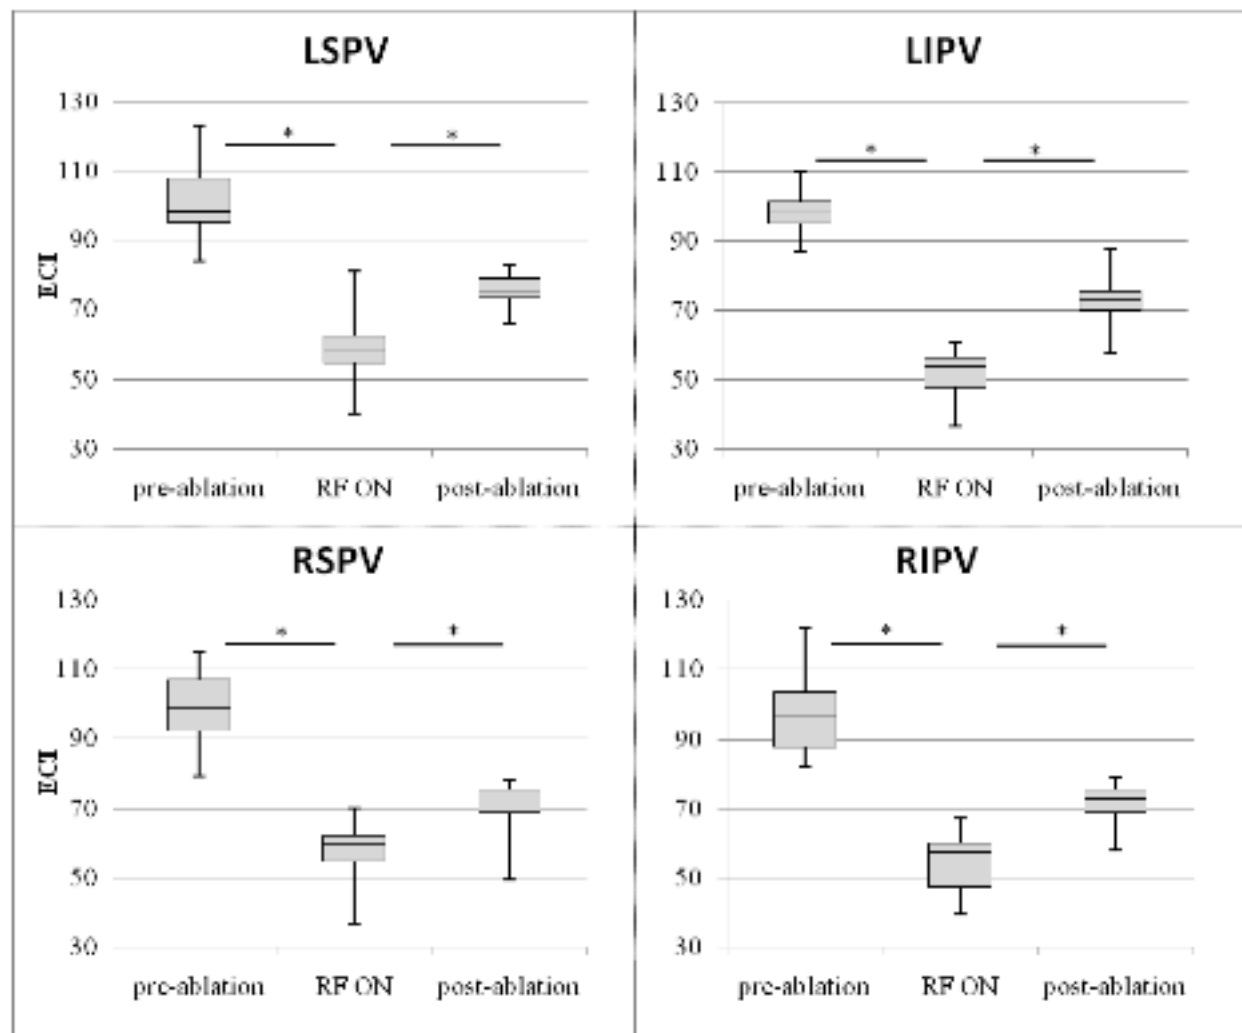 LSPV
130
* *
110
90
ECI
70
50
30
pre-ablation RF ON post-ablation
LIPV
130
* *
110
90
70
50
30
pre-ablation RF ON post-ablation
RSPV
130
* *
110
90
ECI
70
50
30
pre-ablation RF ON post-ablation
RIPV
130
* *
110
90
70
50
30
pre-ablation RF ON post-ablation